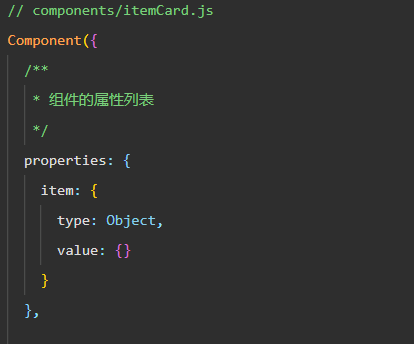 // components/itemCard.js
Component({
/**
* 组件的属性列表
*/
properties: {
item: {
type: Object,
value: {}
}
},